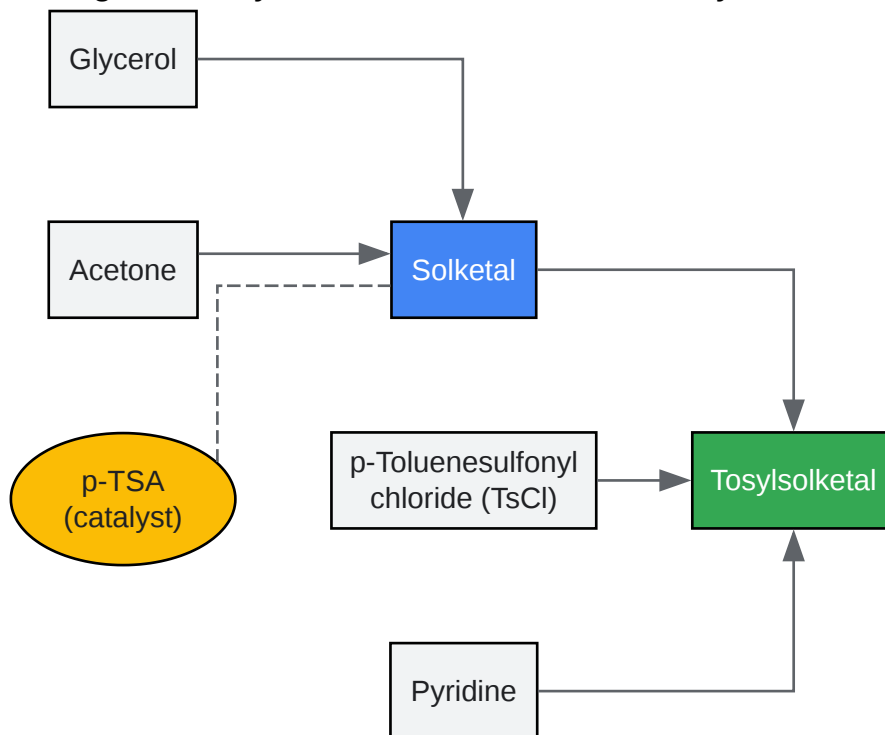 Glycerol
Acetone
Solketal
p-TSA
(catalyst)
p-Toluenesulfonyl
chloride (TsCl)
Tosylsolketal
Pyridine